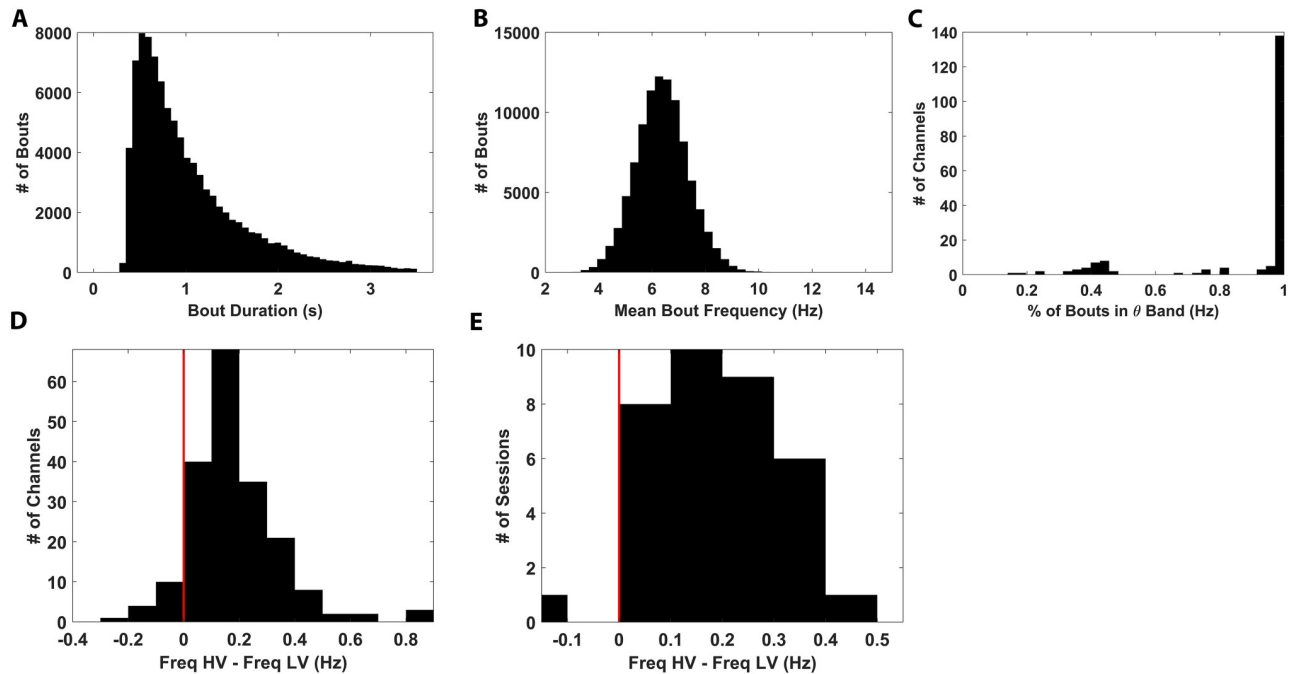 A
8000
6000
4000
2000
0
0 1 2 3
# of Bouts
Bout Duration (s)
B
15000
10000
5000
0
2 4 6 8 10 12 14
# of Bouts
Mean Bout Frequency (Hz)
C
140
120
100
80
60
40
20
0
0 0.2 0.4 0.6 0.8 1
# of Channels
% of Bouts in θ Band (Hz)
D
60
50
40
30
20
10
0
-0.4 -0.2 0 0.2 0.4 0.6 0.8
# of Channels
Freq HV - Freq LV (Hz)
E
10
8
6
4
2
0
-0.1 0 0.1 0.2 0.3 0.4 0.5
# of Sessions
Freq HV - Freq LV (Hz)